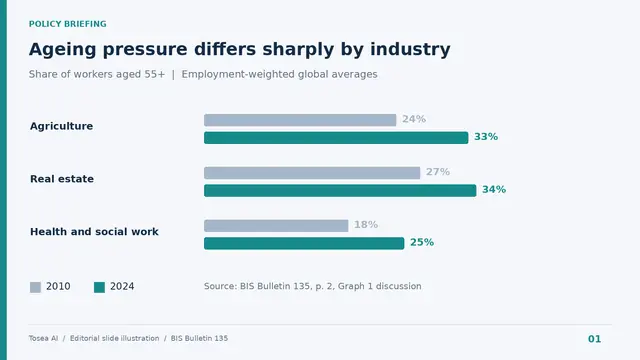 POLICY BRIEFING
Ageing pressure differs sharply by industry
Share of workers aged 55+ | Employment-weighted global averages
Agriculture
24%
33%
Real estate
27%
34%
Health and social work
18%
25%
2010
2024
Source: BIS Bulletin 135, p. 2, Graph 1 discussion
Tosea AI / Editorial slide illustration / BIS Bulletin 135
01